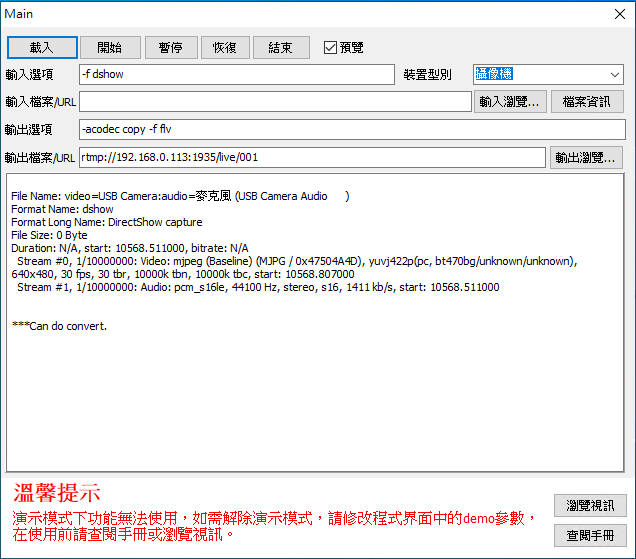 Main
載入 開始 暫停 恢復 結束 預覽
輸入選項 -f dshow 裝置型別 攝像機
輸入檔案/URL 輸入瀏覽... 檔案資訊
輸出選項 -acodec copy -f flv
輸出檔案/URL rtmp://192.168.0.113:1935/live/001 輸出瀏覽...
File Name: video=USB Camera:audio=麥克風 (USB Camera Audio )
Format Name: dshow
Format Long Name: DirectShow capture
File Size: 0 Byte
Duration: N/A, start: 10568.511000, bitrate: N/A
Stream #0, 1/10000000: Video: mjpeg (Baseline) (MJPG / 0x47504A4D), yuvj422p(pc, bt470bg/unknown/unknown),
640x480, 30 fps, 30 tbr, 10000k tbn, 10000k tbc, start: 10568.807000
Stream #1, 1/10000000: Audio: pcm_s16le, 44100 Hz, stereo, s16, 1411 kb/s, start: 10568.511000
***Can do convert.
溫馨提示
演示模式下功能無法使用，如需解除演示模式，請修改程式界面中的demo參數，
在使用前請查閱手冊或瀏覽視訊。
瀏覽視訊
查閱手冊